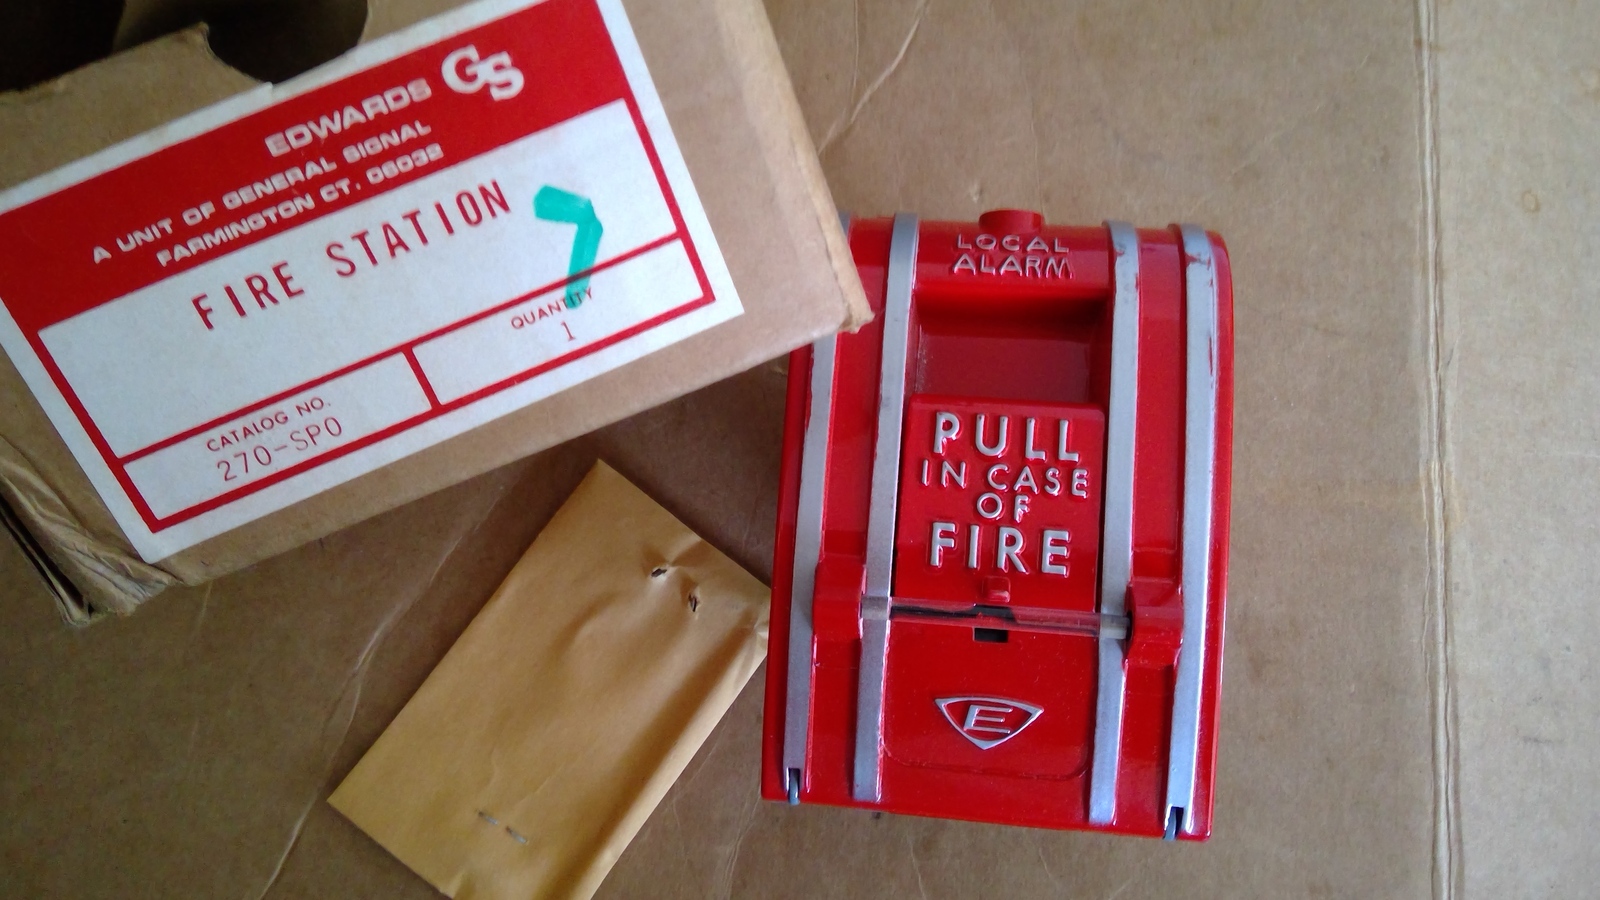 GS
EDWARDS
A UNIT OF GENERAL SIGNAL
FARMINGTON CT. 06032
FIRE STATION
7
QUANTITY
1
CATALOG NO.
270-SPO
LOCAL
ALARM
PULL
IN CASE
OF
FIRE
E